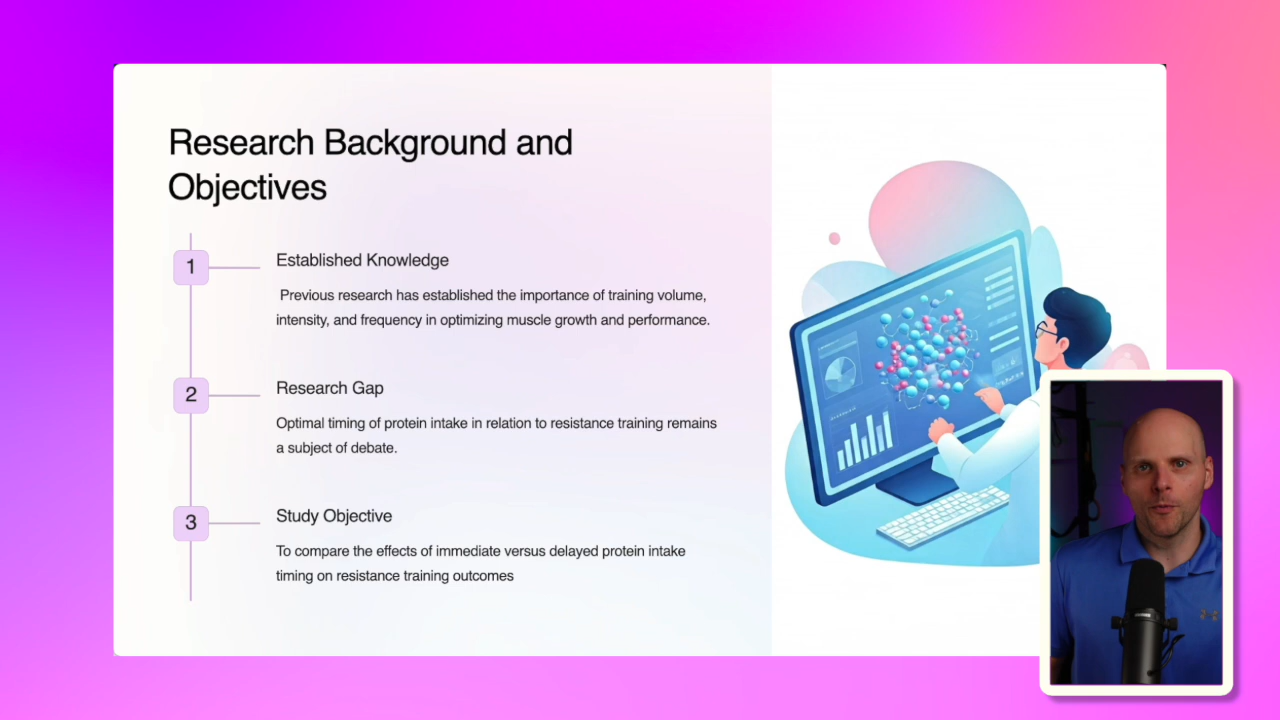 Research Background and
Objectives
1
Established Knowledge
Previous research has established the importance of training volume,
intensity, and frequency in optimizing muscle growth and performance.
2
Research Gap
Optimal timing of protein intake in relation to resistance training remains
a subject of debate.
3
Study Objective
To compare the effects of immediate versus delayed protein intake
timing on resistance training outcomes